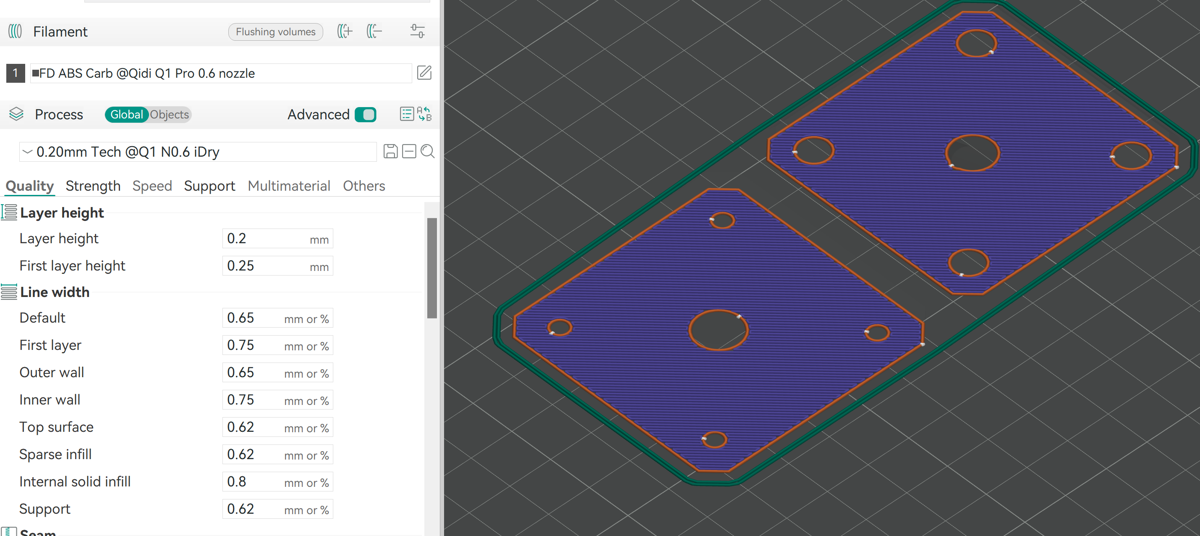 Filament
Flushing volumes
1
FD ABS Carb @Qidi Q1 Pro 0.6 nozzle
Process
Global
Objects
Advanced
0.20mm Tech @Q1 N0.6 iDry
Quality
Strength
Speed
Support
Multimaterial
Others
Layer height
Layer height 0.2 mm
First layer height 0.25 mm
Line width
Default 0.65 mm or %
First layer 0.75 mm or %
Outer wall 0.65 mm or %
Inner wall 0.75 mm or %
Top surface 0.62 mm or %
Sparse infill 0.62 mm or %
Internal solid infill 0.8 mm or %
Support 0.62 mm or %
Seam